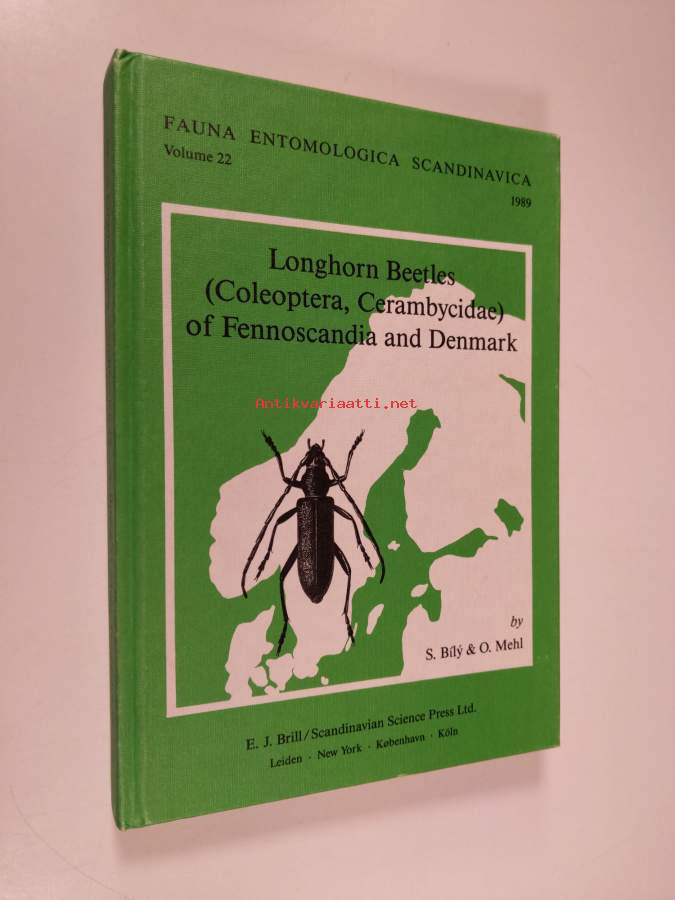 FAUNA ENTOMOLOGICA SCANDINAVICA
Volume 22
1989
Longhorn Beetles
(Coleoptera, Cerambycidae)
of Fennoscandia and Denmark
Antikvariaatti.net
by
S. Bílý & O. Mehl
E. J. Brill/Scandinavian Science Press Ltd.
Leiden · New York · København · Köln